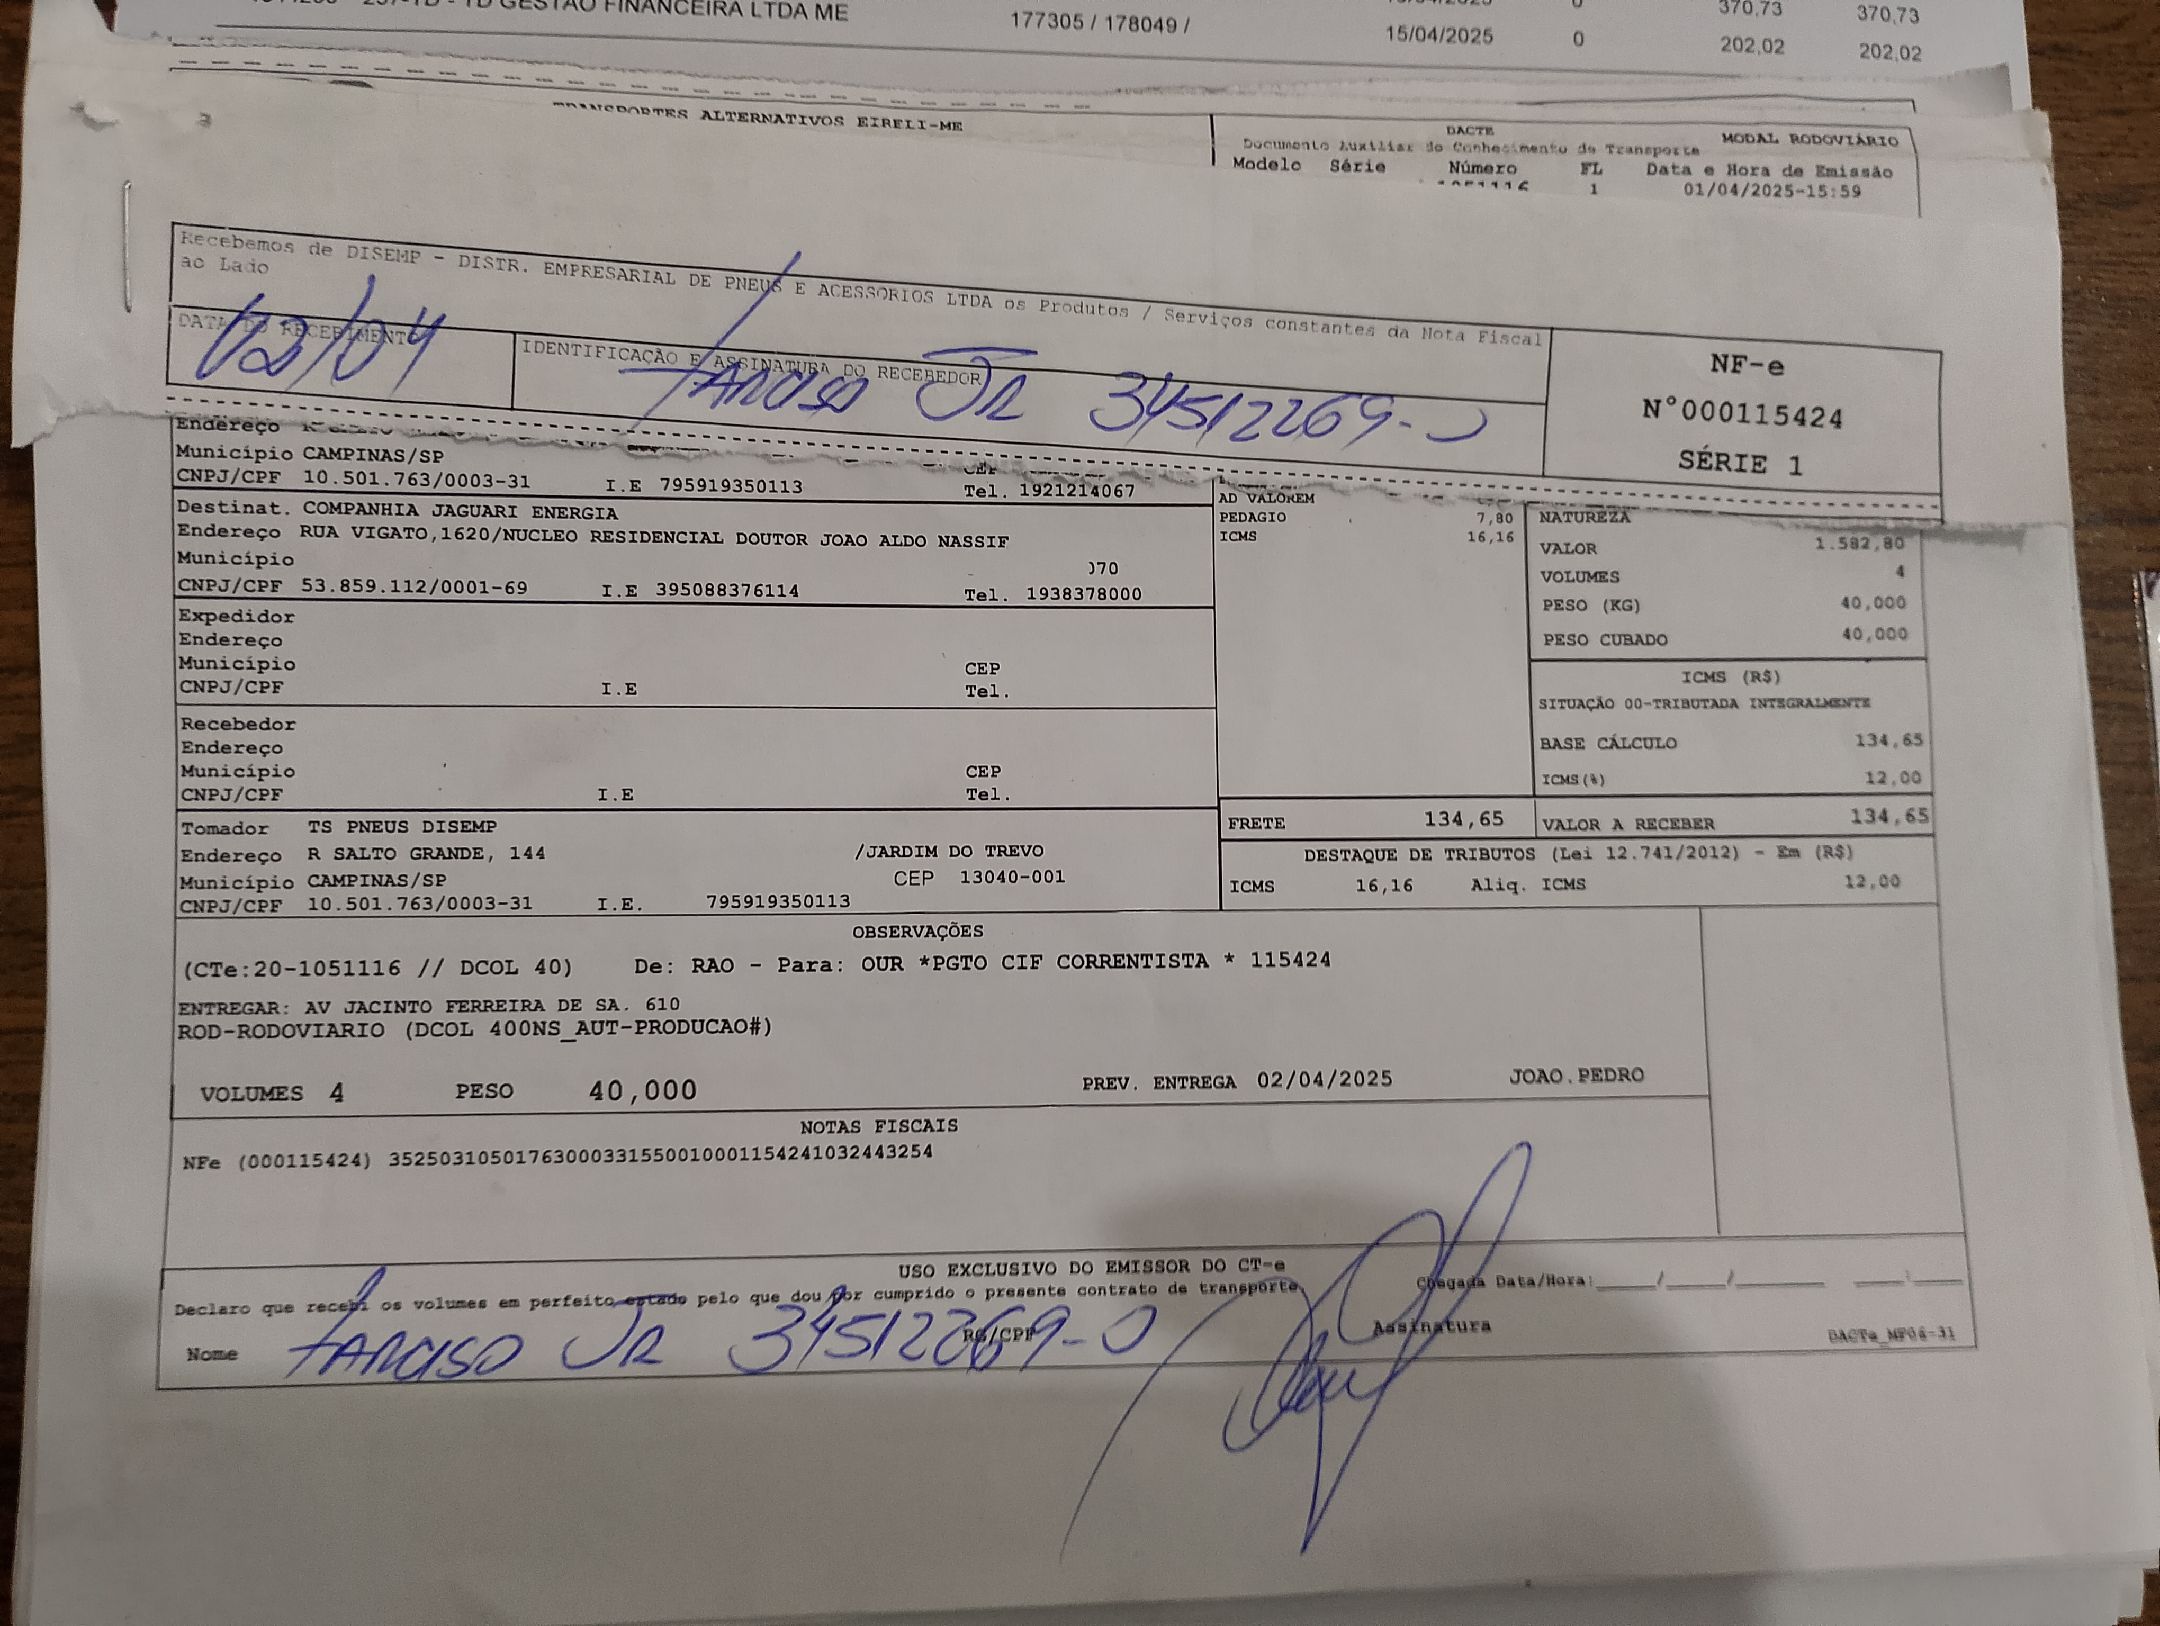 GESTÃO FINANCEIRA LTDA ME 177305 / 178049 / 370,73 370,73
15/04/2025 0 202,02 202,02
ALTERNATIVOS EIRELI-ME
DACTE MODAL RODOVIÁRIO
Documento Auxiliar do Conhecimento de Transporte
Modelo Série Número FL Data e Hora de Emissão
1 01/04/2025-15:59
Recebemos de DISEMP - DISTR. EMPRESARIAL DE PNEUS E ACESSORIOS LTDA os Produtos / Serviços constantes da Nota Fiscal
ao Lado
DATA DO RECEBIMENTO
02/04
IDENTIFICAÇÃO E ASSINATURA DO RECEBEDOR
TARCISO JR 34512269-0
NF-e
N°000115424
SÉRIE 1
Endereço
Município CAMPINAS/SP CEP
CNPJ/CPF 10.501.763/0003-31 I.E 795919350113 Tel. 1921214067
Destinat. COMPANHIA JAGUARI ENERGIA
Endereço RUA VIGATO,1620/NUCLEO RESIDENCIAL DOUTOR JOAO ALDO NASSIF
Município 070
CNPJ/CPF 53.859.112/0001-69 I.E 395088376114 Tel. 1938378000
Expedidor
Endereço
Município CEP
CNPJ/CPF I.E Tel.
Recebedor
Endereço
Município CEP
CNPJ/CPF I.E Tel.
Tomador TS PNEUS DISEMP
Endereço R SALTO GRANDE, 144 /JARDIM DO TREVO
Município CAMPINAS/SP CEP 13040-001
CNPJ/CPF 10.501.763/0003-31 I.E. 795919350113
AD VALOREM
PEDAGIO 7,80
ICMS 16,16
NATUREZA
VALOR 1.582,80
VOLUMES 4
PESO (KG) 40,000
PESO CUBADO 40,000
ICMS (R$)
SITUAÇÃO 00-TRIBUTADA INTEGRALMENTE
BASE CÁLCULO 134,65
ICMS(%) 12,00
FRETE 134,65 VALOR A RECEBER 134,65
DESTAQUE DE TRIBUTOS (Lei 12.741/2012) - Em (R$)
ICMS 16,16 Aliq. ICMS 12,00
OBSERVAÇÕES
(CTe:20-1051116 // DCOL 40) De: RAO - Para: OUR *PGTO CIF CORRENTISTA * 115424
ENTREGAR: AV JACINTO FERREIRA DE SA. 610
ROD-RODOVIARIO (DCOL 400NS_AUT-PRODUCAO#)
VOLUMES 4 PESO 40,000 PREV. ENTREGA 02/04/2025 JOAO.PEDRO
NOTAS FISCAIS
NFe (000115424) 35250310501763000331550010001154241032443254
USO EXCLUSIVO DO EMISSOR DO CT-e
Declaro que recebi os volumes em perfeito estado pelo que dou por cumprido o presente contrato de transporte.
Chegada Data/Hora: / / :
Nome TARCISO JR RG/CPF 34512269-0 Assinatura
DACTe_MF06-31